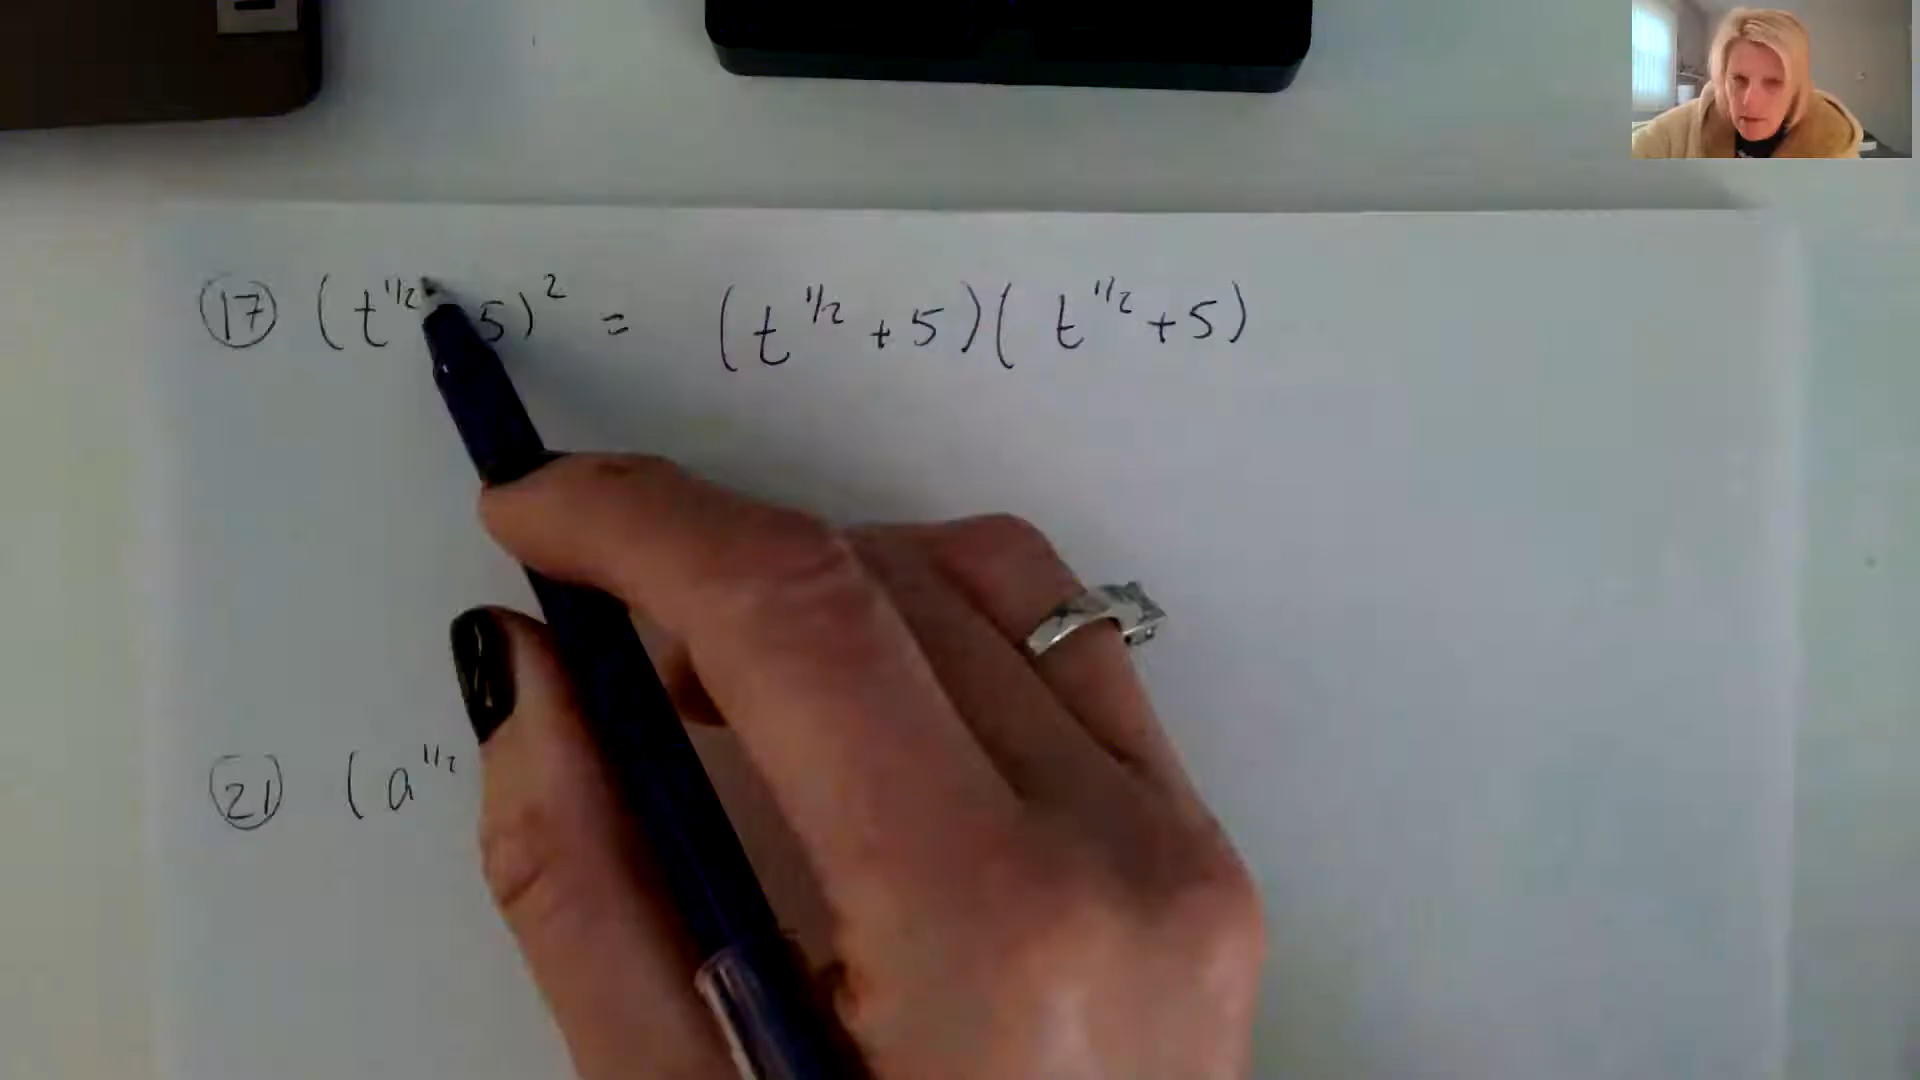 (17) (t^1/2 5)^2 = (t^1/2 + 5)(t^1/2 + 5)
(21) (a^1/2